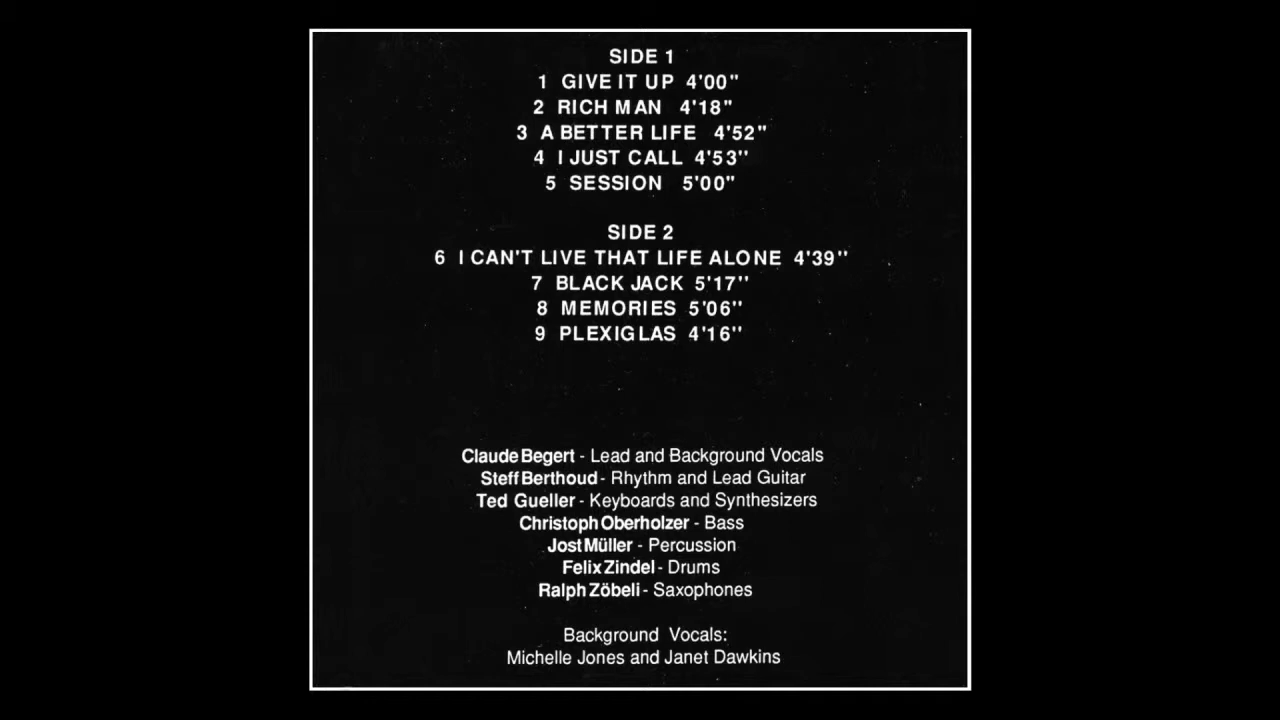 SIDE 1
1 GIVE IT UP 4'00"
2 RICH MAN 4'18"
3 A BETTER LIFE 4'52"
4 I JUST CALL 4'53''
5 SESSION 5'00"
SIDE 2
6 I CAN'T LIVE THAT LIFE ALONE 4'39''
7 BLACK JACK 5'17''
8 MEMORIES 5'06''
9 PLEXIGLAS 4'16''
Claude Begert - Lead and Background Vocals
Steff Berthoud - Rhythm and Lead Guitar
Ted Gueller - Keyboards and Synthesizers
Christoph Oberholzer - Bass
Jost Müller - Percussion
Felix Zindel - Drums
Ralph Zöbeli - Saxophones
Background Vocals:
Michelle Jones and Janet Dawkins